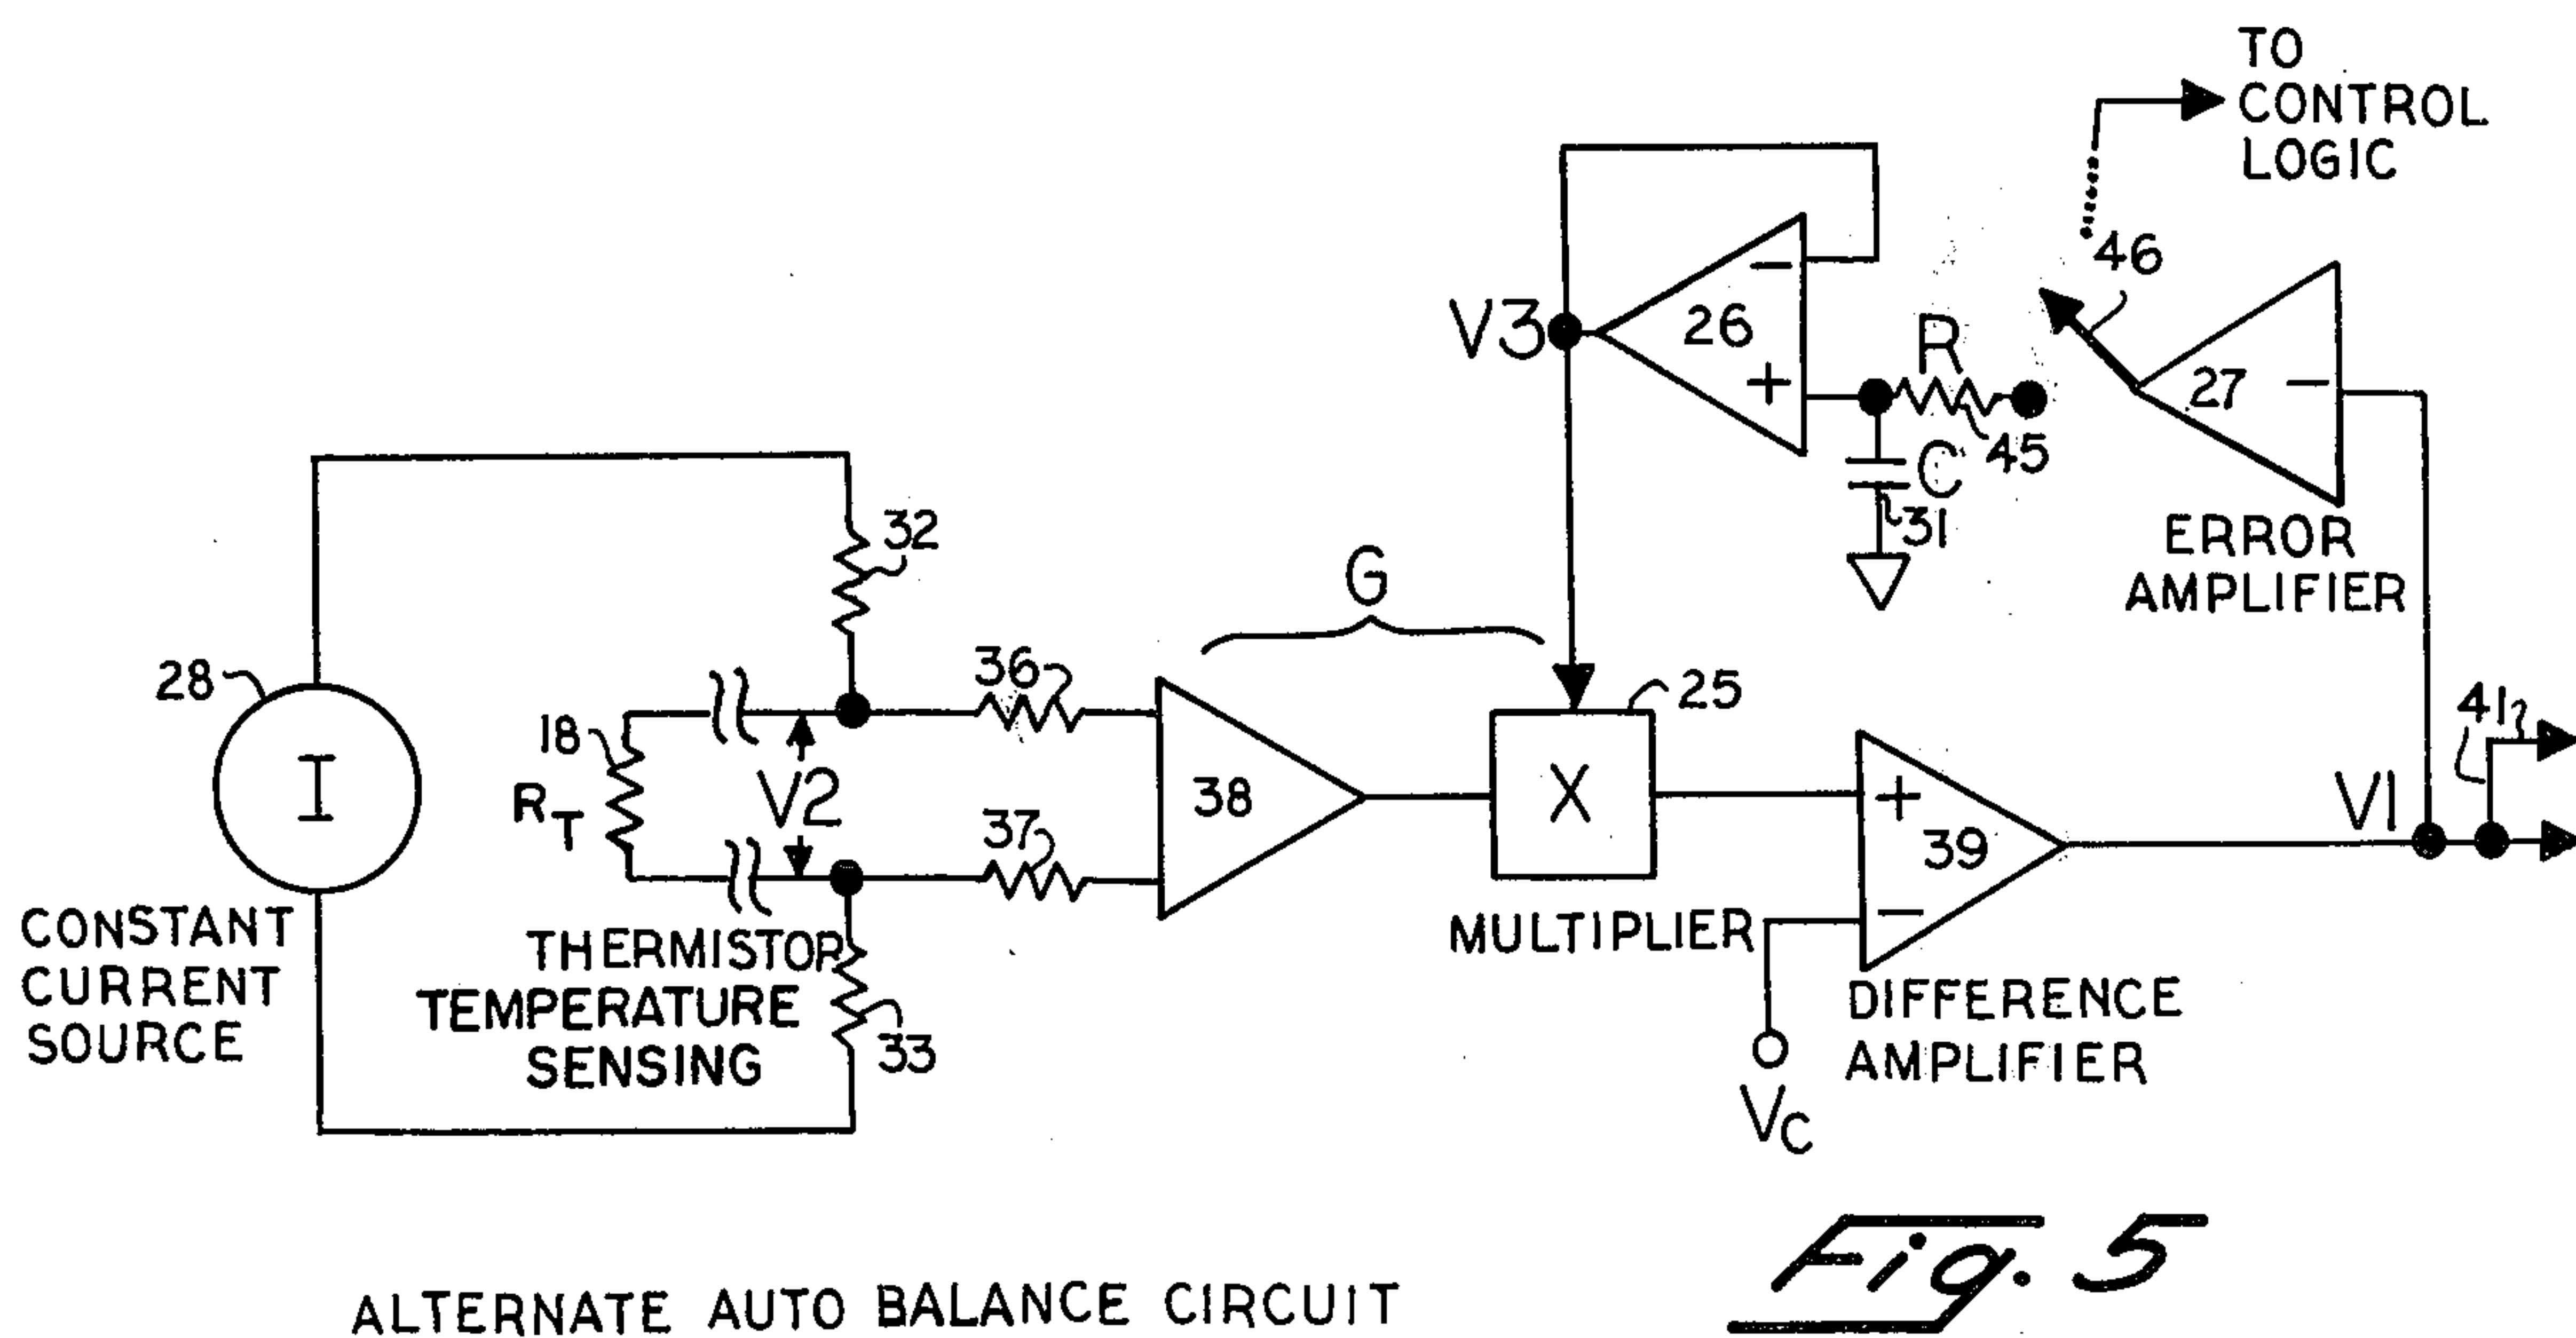 TO
CONTROL
LOGIC
46
V3
26
−
+
R
45
C
31
27
−
ERROR
AMPLIFIER
32
G
28
I
36
25
18
R_T
V2
38
X
37
+
39
−
V1
41
CONSTANT
CURRENT
SOURCE
THERMISTOR
TEMPERATURE
SENSING
33
MULTIPLIER
DIFFERENCE
AMPLIFIER
V_C
Fig. 5
ALTERNATE AUTO BALANCE CIRCUIT